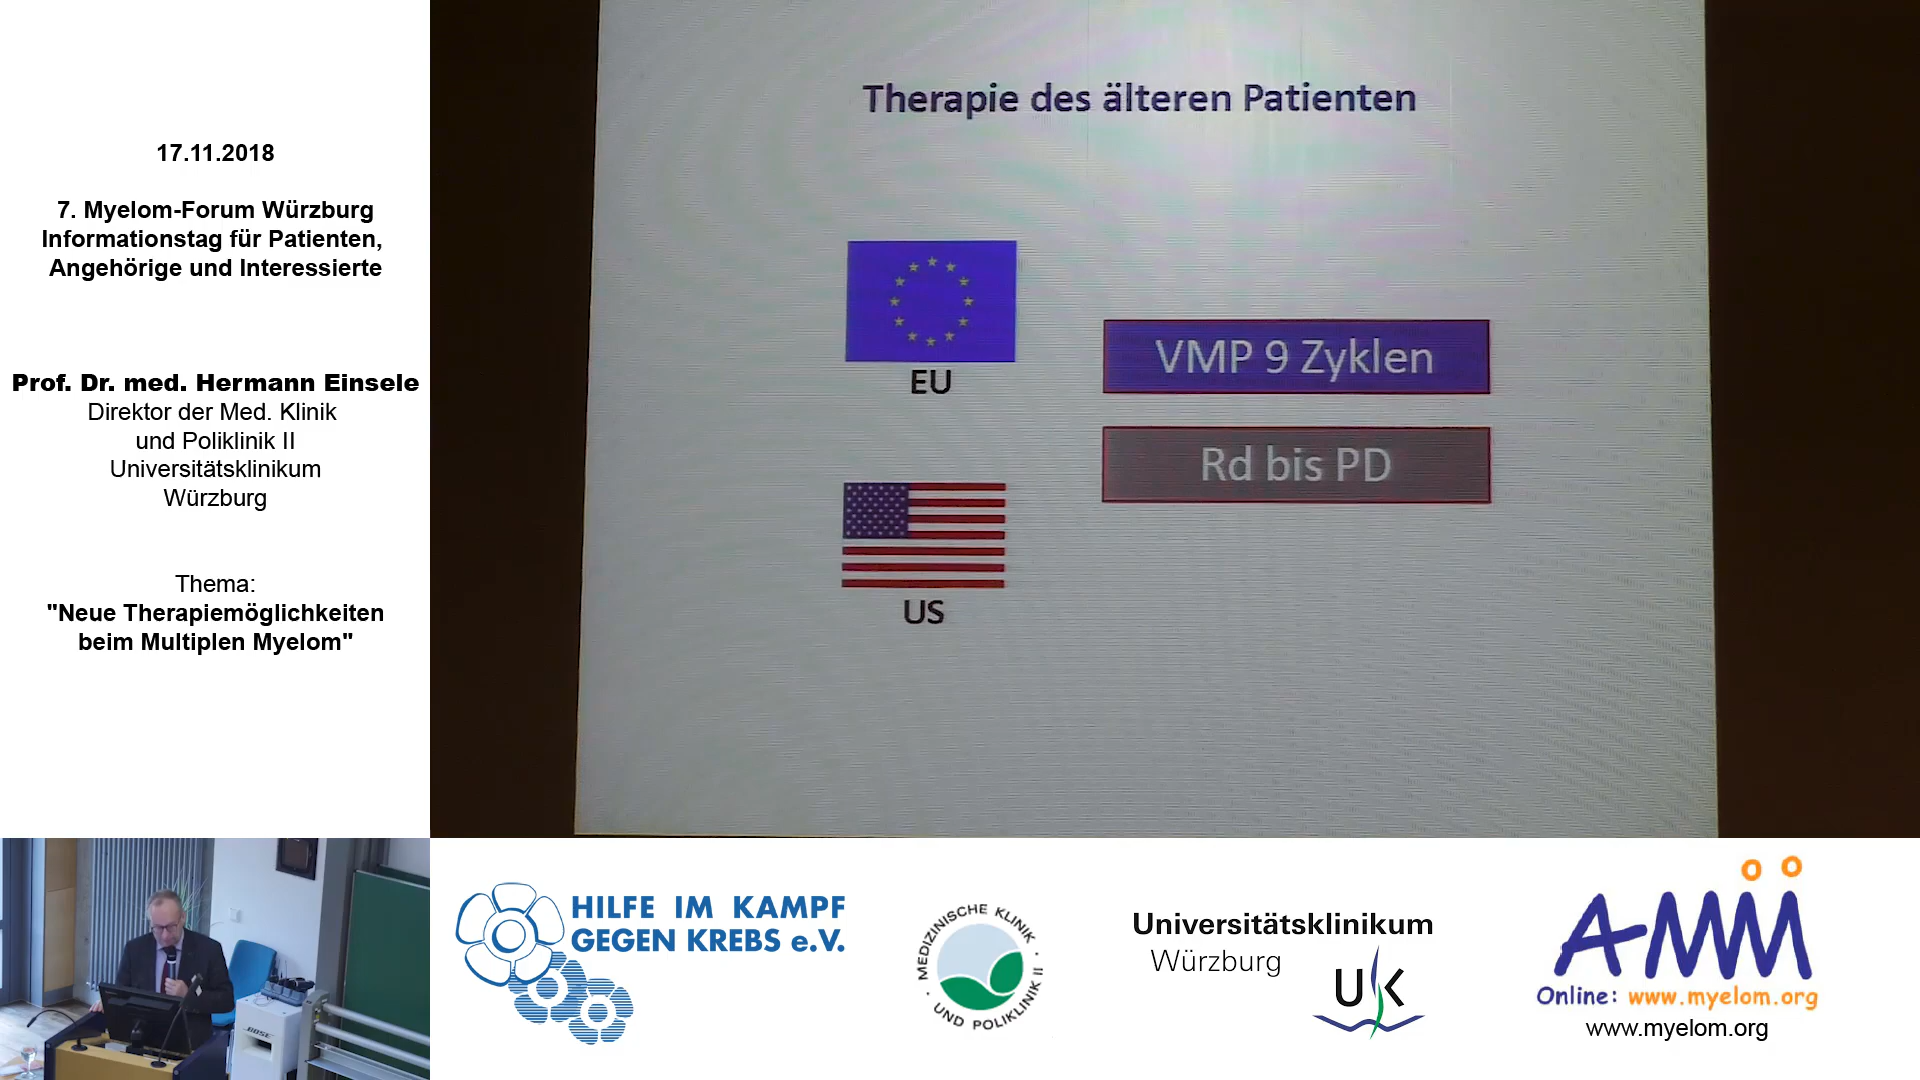 17.11.2018
7. Myelom-Forum Würzburg
Informationstag für Patienten,
Angehörige und Interessierte
Prof. Dr. med. Hermann Einsele
Direktor der Med. Klinik
und Poliklinik II
Universitätsklinikum
Würzburg
Thema:
"Neue Therapiemöglichkeiten
beim Multiplen Myelom"
Therapie des älteren Patienten
EU
VMP 9 Zyklen
Rd bis PD
US
BOSE
HILFE IM KAMPF
GEGEN KREBS e.V.
MEDIZINISCHE KLINIK
UND POLIKLINIK II
Universitätsklinikum
Würzburg
UK
AMM
Online: www.myelom.org
www.myelom.org